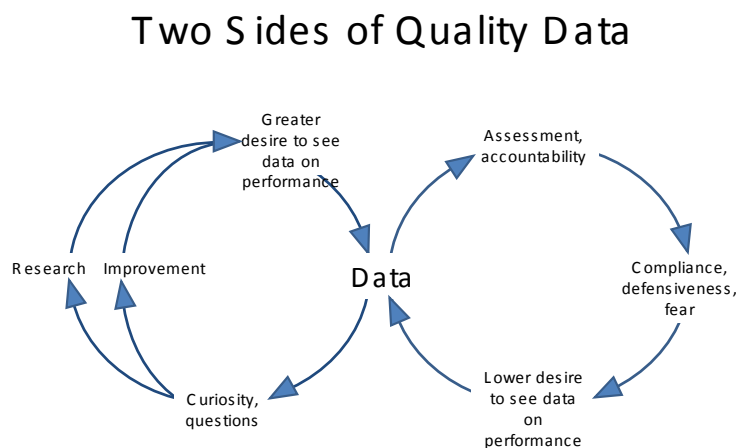 Two Sides of Quality Data
Greater
desire to see
data on
performance
Assessment,
accountability
Research
Improvement
Data
Compliance,
defensiveness,
fear
Curiosity,
questions
Lower desire
to see data
on
performance